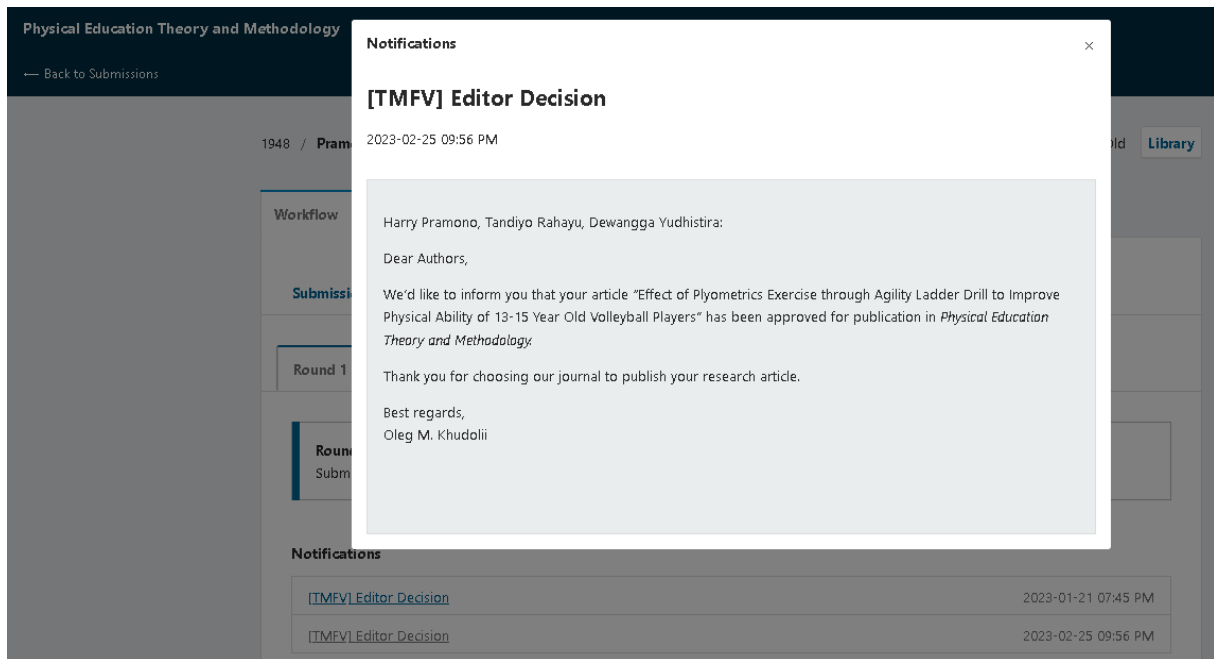 Physical Education Theory and Methodology
← Back to Submissions
Notifications
×
[TMFV] Editor Decision
2023-02-25 09:56 PM
1948 / Pram
Library
Workflow
Harry Pramono, Tandiyo Rahayu, Dewangga Yudhistira:
Dear Authors,
Submissi
We'd like to inform you that your article "Effect of Plyometrics Exercise through Agility Ladder Drill to Improve
Physical Ability of 13-15 Year Old Volleyball Players" has been approved for publication in Physical Education
Theory and Methodology.
Round 1
Thank you for choosing our journal to publish your research article.
Best regards,
Oleg M. Khudolii
Roun
Subm
Notifications
[TMFV] Editor Decision 2023-01-21 07:45 PM
[TMFV] Editor Decision 2023-02-25 09:56 PM